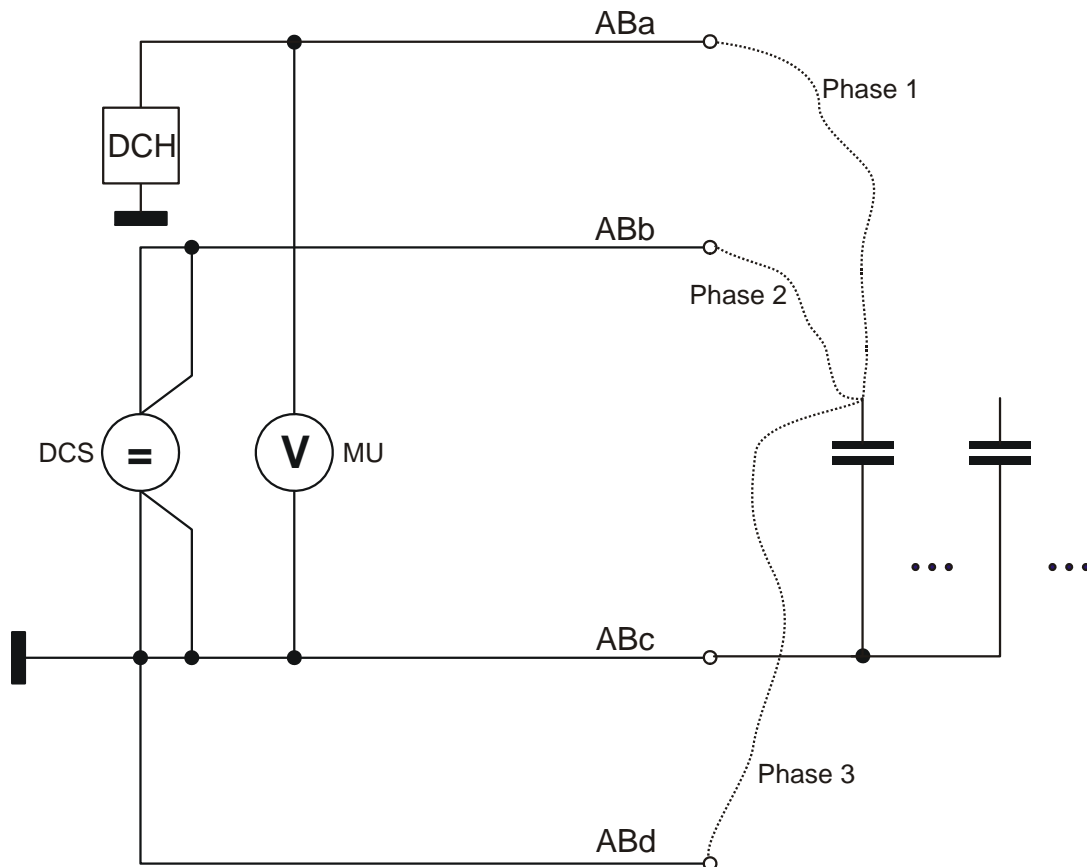 ABa
Phase 1
DCH
ABb
Phase 2
DCS
=
V
MU
ABc
Phase 3
ABd